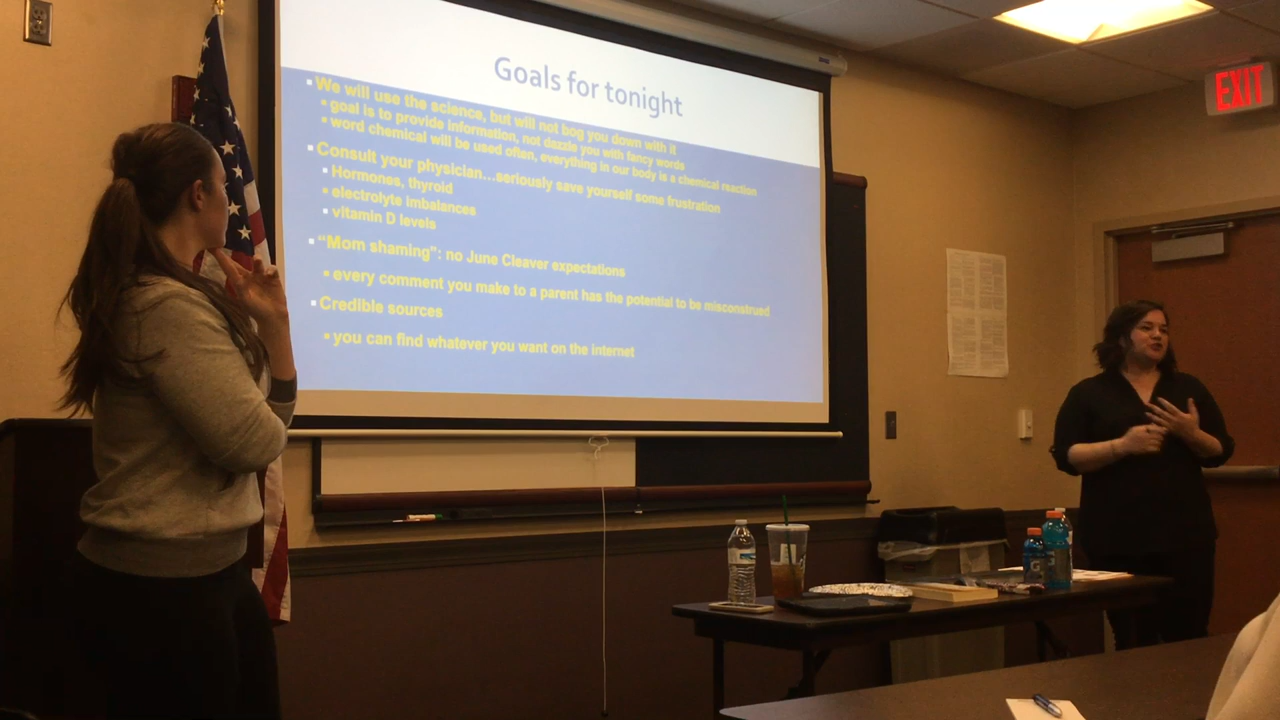 Goals for tonight
We will use the science, but will not bog you down with it
goal is to provide information, not dazzle you with fancy words
word chemical will be used often, everything in our body is a chemical reaction
Consult your physician...seriously save yourself some frustration
Hormones, thyroid
electrolyte imbalances
vitamin D levels
"Mom shaming": no June Cleaver expectations
every comment you make to a parent has the potential to be misconstrued
Credible sources
you can find whatever you want on the internet
EXIT
G